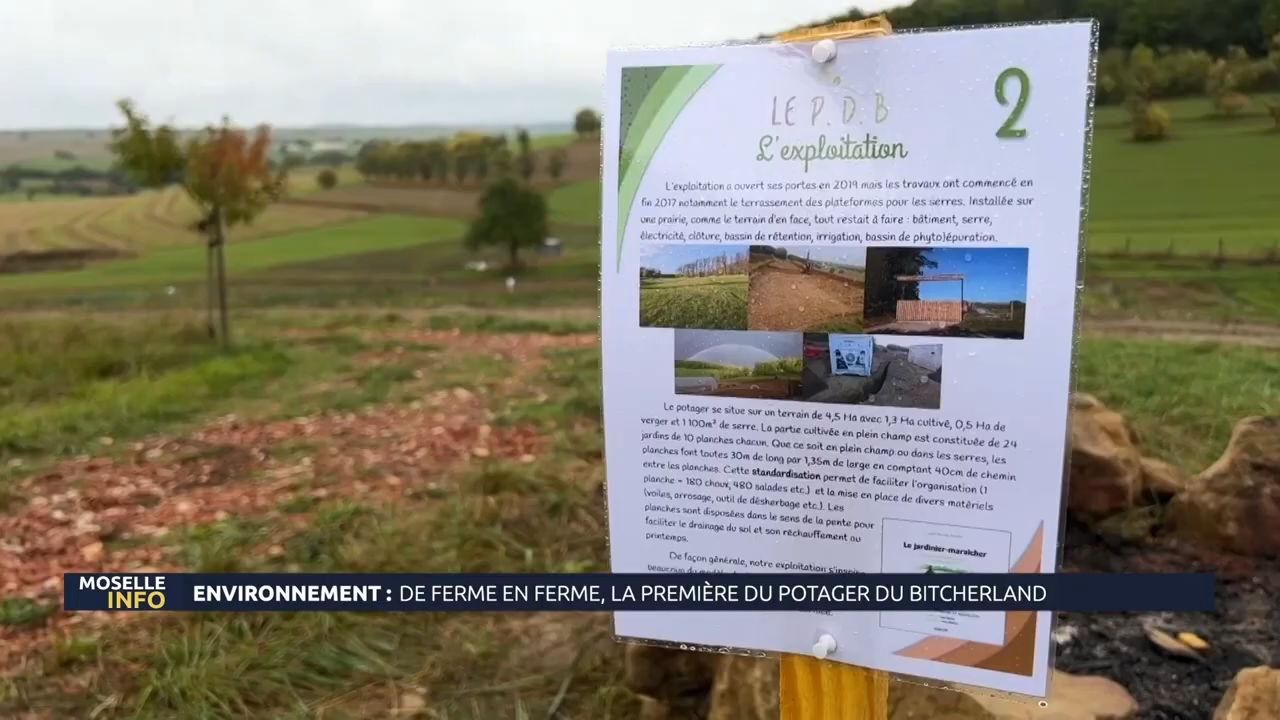 LE P. D. B
2
L'exploitation
L'exploitation a ouvert ses portes en 2019 mais les travaux ont commencé en
fin 2017 notamment le terrassement des plateformes pour les serres. Installée sur
une prairie, comme le terrain d'en face, tout restait à faire : bâtiment, serre,
électricité, clôture, bassin de rétention, irrigation, bassin de phyto)épuration.
Le potager se situe sur un terrain de 4,5 Ha avec 1,3 Ha cultivé, 0,5 Ha de
verger et 1 100m² de serre. La partie cultivée en plein champ est constituée de 24
jardins de 10 planches chacun. Que ce soit en plein champ ou dans les serres, les
planches font toutes 30m de long par 1,35m de large en comptant 40cm de chemin
entre les planches. Cette standardisation permet de faciliter l'organisation (1
planche = 180 choux, 480 salades etc.) et la mise en place de divers matériels
(voiles, arrosage, outil de désherbage etc.). Les
planches sont disposées dans le sens de la pente pour
faciliter le drainage du sol et son réchauffement au
printemps.
Le jardinier-maraîcher
De façon générale, notre exploitation s'inspire
MOSELLE
INFO
ENVIRONNEMENT : DE FERME EN FERME, LA PREMIÈRE DU POTAGER DU BITCHERLAND